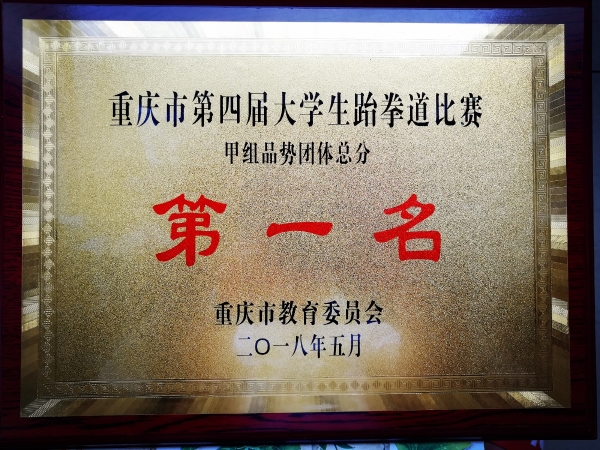 重庆市第四届大学生跆拳道比赛
甲组品势团体总分
第一名
重庆市教育委员会
二〇一八年五月